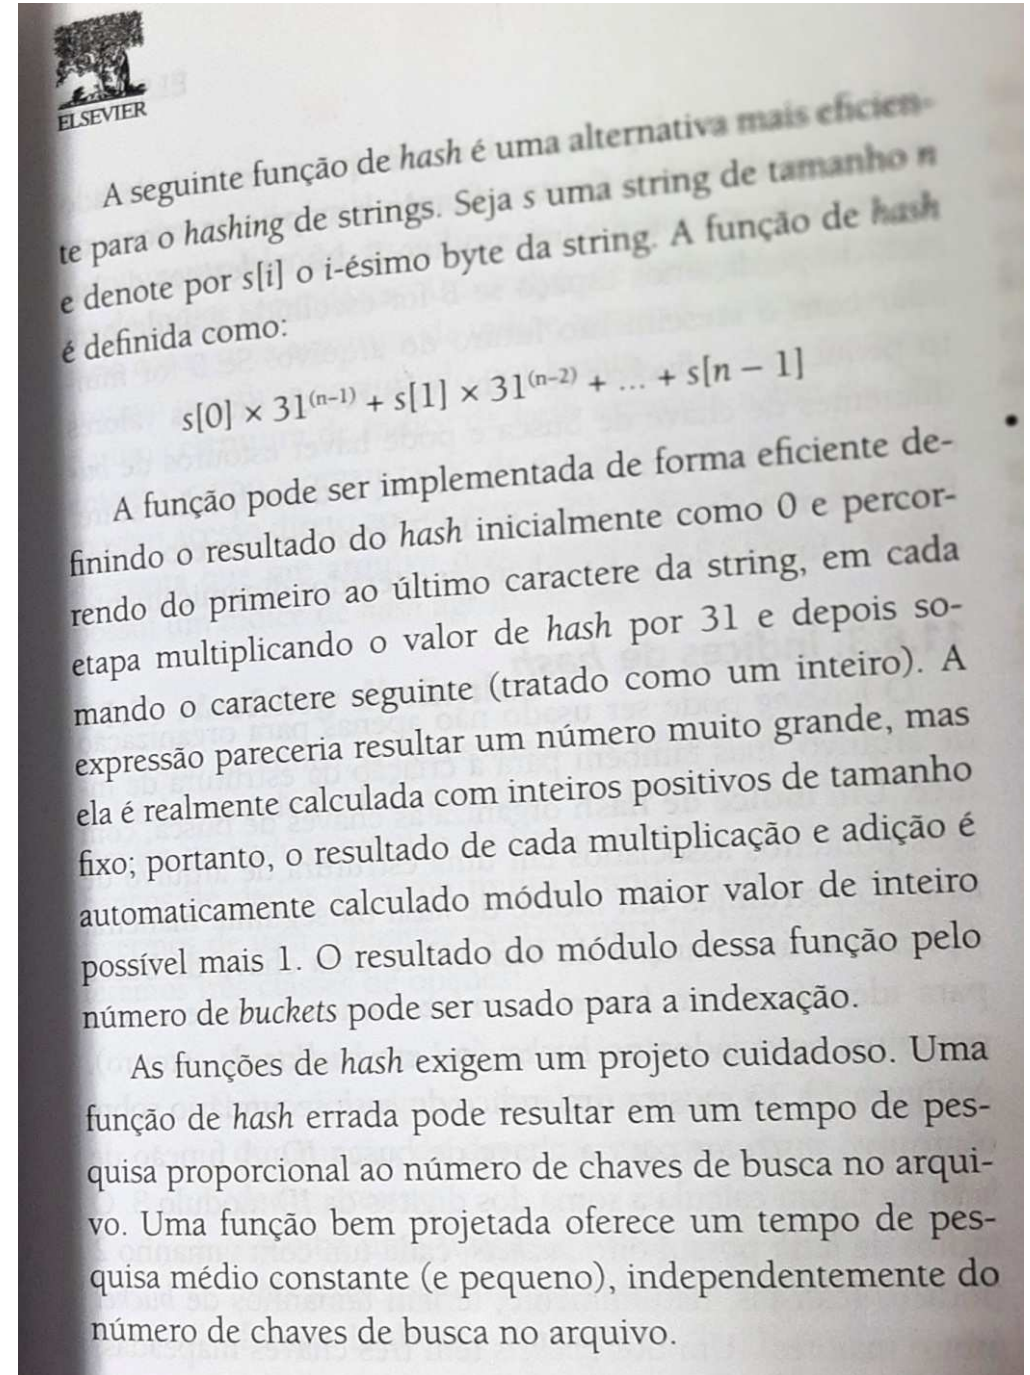 ELSEVIER
A seguinte função de hash é uma alternativa mais eficien-
te para o hashing de strings. Seja s uma string de tamanho n
e denote por s[i] o i-ésimo byte da string. A função de hash
é definida como:
s[0] × 31^(n−1) + s[1] × 31^(n−2) + ... + s[n − 1]
A função pode ser implementada de forma eficiente de-
finindo o resultado do hash inicialmente como 0 e percor-
rendo do primeiro ao último caractere da string, em cada
etapa multiplicando o valor de hash por 31 e depois so-
mando o caractere seguinte (tratado como um inteiro). A
expressão pareceria resultar um número muito grande, mas
ela é realmente calculada com inteiros positivos de tamanho
fixo; portanto, o resultado de cada multiplicação e adição é
automaticamente calculado módulo maior valor de inteiro
possível mais 1. O resultado do módulo dessa função pelo
número de buckets pode ser usado para a indexação.
As funções de hash exigem um projeto cuidadoso. Uma
função de hash errada pode resultar em um tempo de pes-
quisa proporcional ao número de chaves de busca no arqui-
vo. Uma função bem projetada oferece um tempo de pes-
quisa médio constante (e pequeno), independentemente do
número de chaves de busca no arquivo.